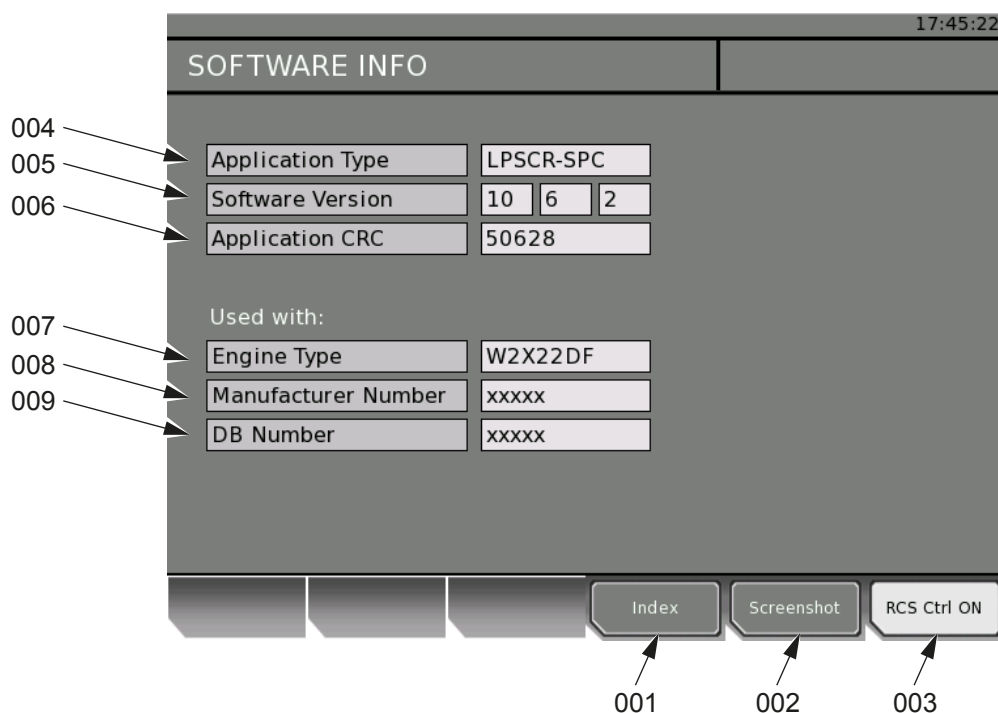 17:45:22
SOFTWARE INFO
004 Application Type LPSCR-SPC
005 Software Version 10 6 2
006 Application CRC 50628
Used with:
007 Engine Type W2X22DF
008 Manufacturer Number xxxxx
009 DB Number xxxxx
Index Screenshot RCS Ctrl ON
001 002 003